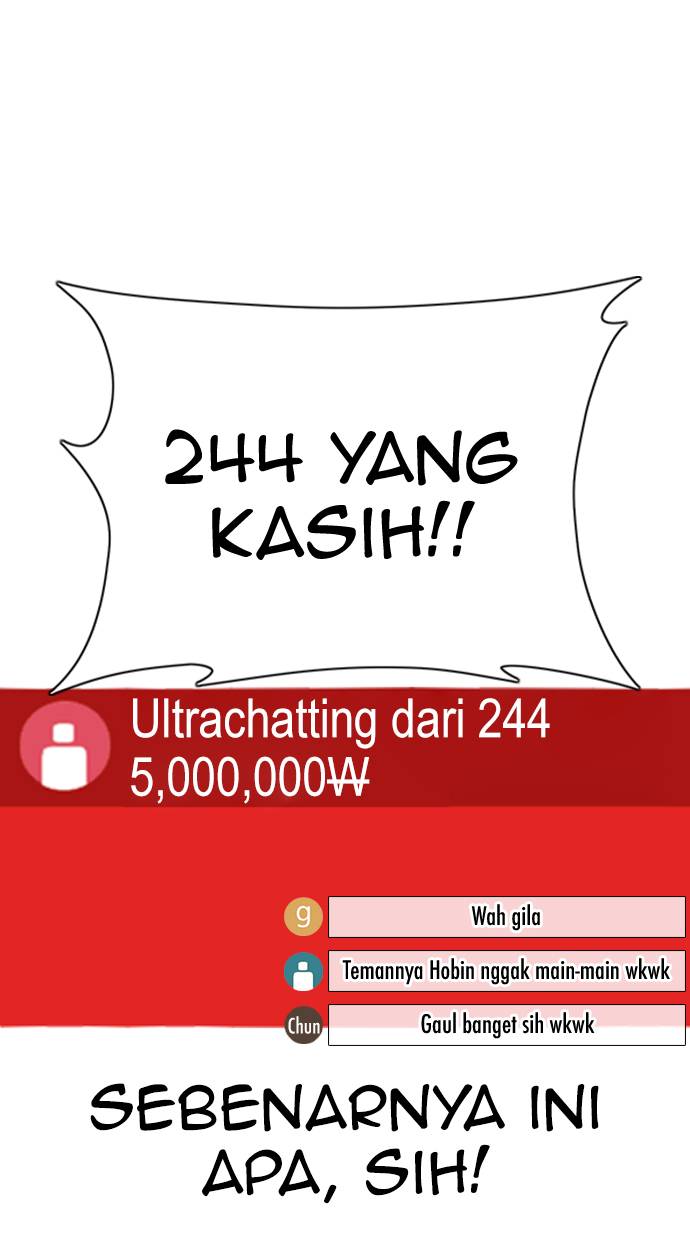 244 YANG
KASIH!!
Ultrachatting dari 244
5,000,000₩
g
Wah gila
Temannya Hobin nggak main-main wkwk
Chun
Gaul banget sih wkwk
SEBENARNYA INI
APA, SIH!